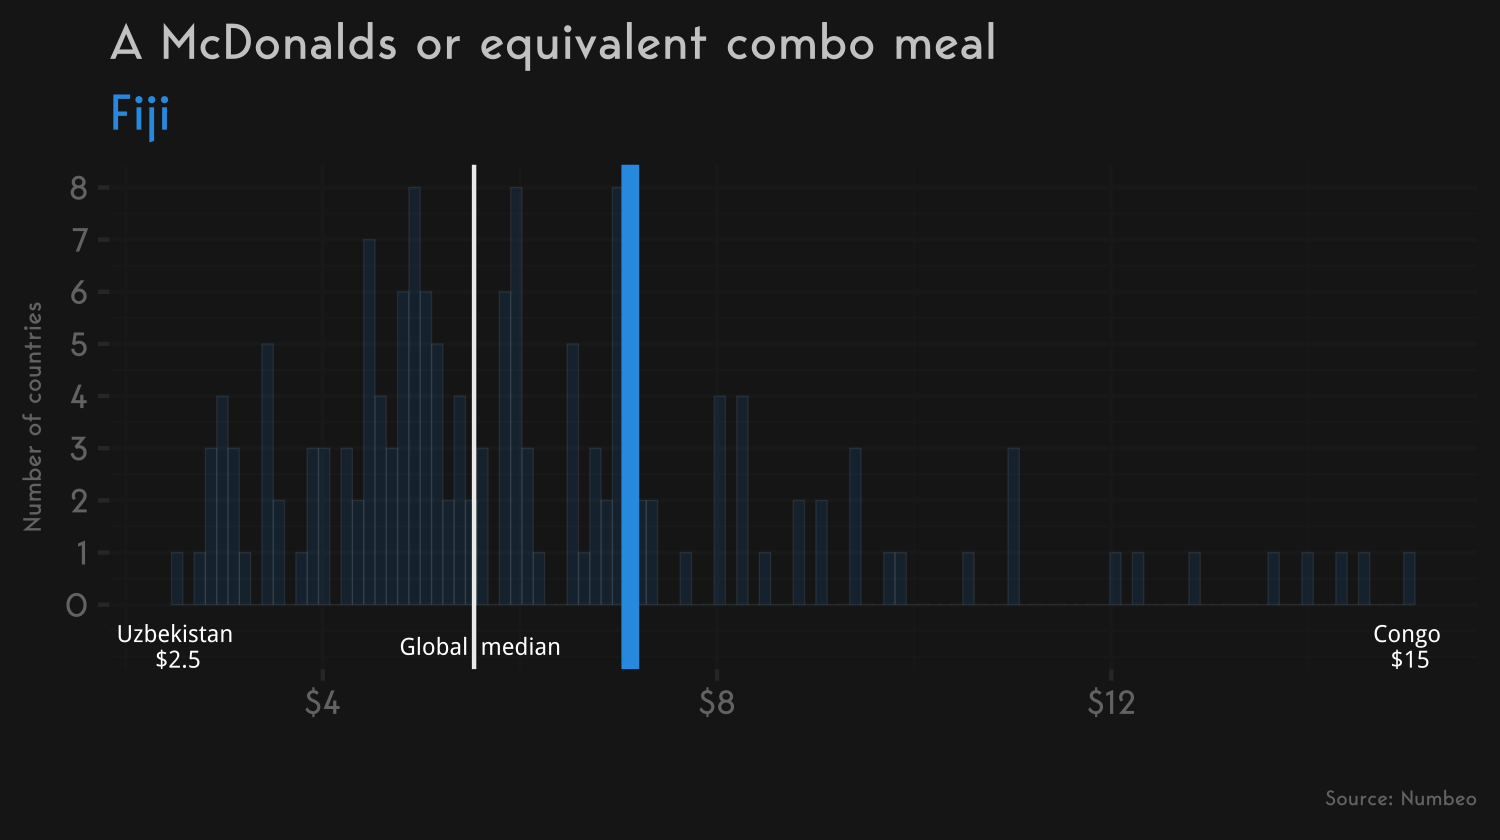 A McDonalds or equivalent combo meal
Fiji
Number of countries
8
7
6
5
4
3
2
1
0
Uzbekistan
$2.5
Global median
Congo
$15
$4
$8
$12
Source: Numbeo